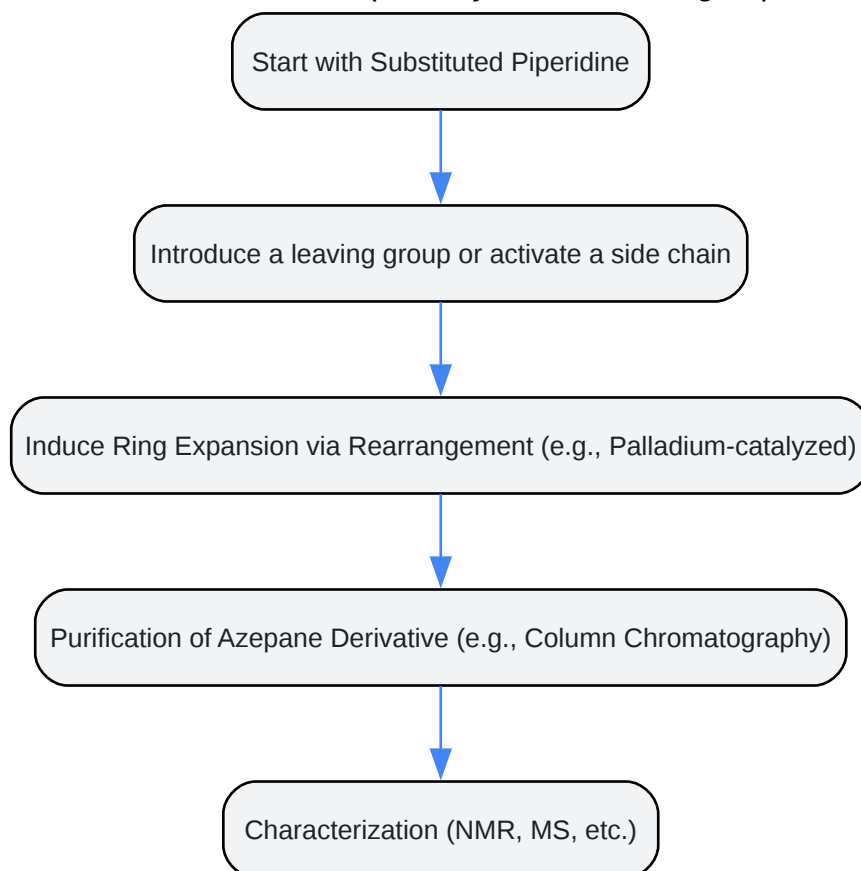 Start with Substituted Piperidine
Introduce a leaving group or activate a side chain
Induce Ring Expansion via Rearrangement (e.g., Palladium-catalyzed)
Purification of Azepane Derivative (e.g., Column Chromatography)
Characterization (NMR, MS, etc.)